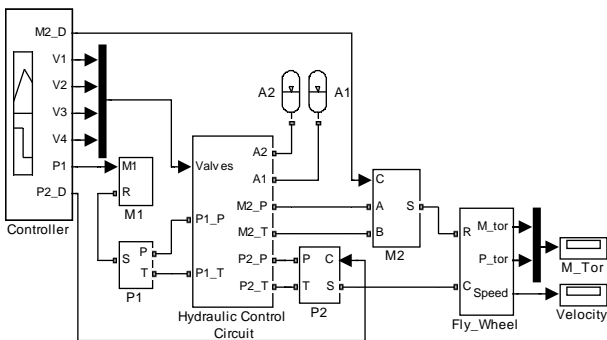 M2_D
V1
V2
V3
V4
P1
P2_D
Controller
M1
R
M1
S
P
T
P1
A2
A1
Valves
P1_P
P1_T
A2
A1
M2_P
M2_T
P2_P
P2_T
Hydraulic Control
Circuit
P
C
T
S
P2
C
A
B
S
M2
R
C
M_tor
P_tor
Speed
Fly_Wheel
M_Tor
Velocity